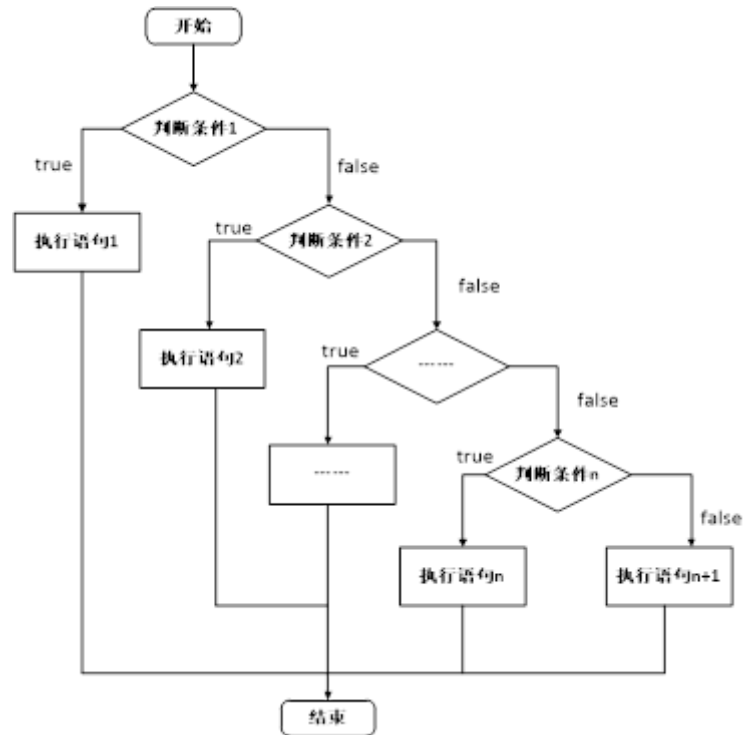 开始
判断条件1
true
false
执行语句1
true
判断条件2
false
执行语句2
true
------
false
------
true
判断条件n
false
执行语句n
执行语句n+1
结束